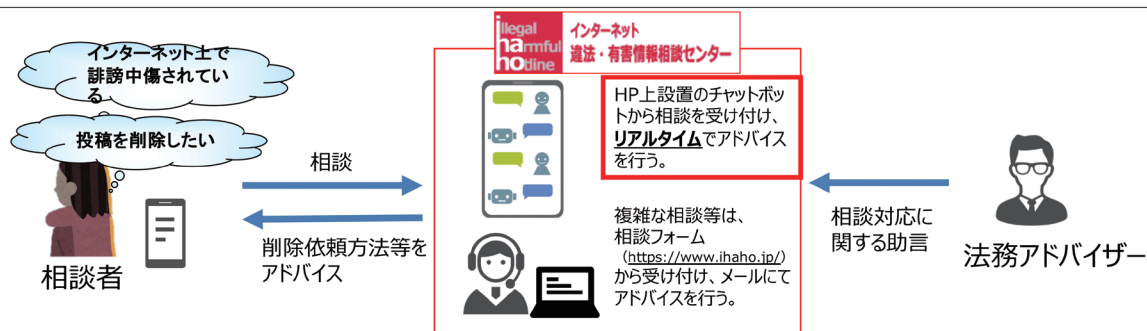 インターネット上で
誹謗中傷されてい
る
投稿を削除したい
相談者
相談
削除依頼方法等を
アドバイス
illegal
harmful
hotline
インターネット
違法・有害情報相談センター
HP上設置のチャットボッ
トから相談を受け付け、
リアルタイムでアドバイス
を行う。
複雑な相談等は、
相談フォーム
（https://www.ihaho.jp/）
から受け付け、メールにて
アドバイスを行う。
相談対応に
関する助言
法務アドバイザー